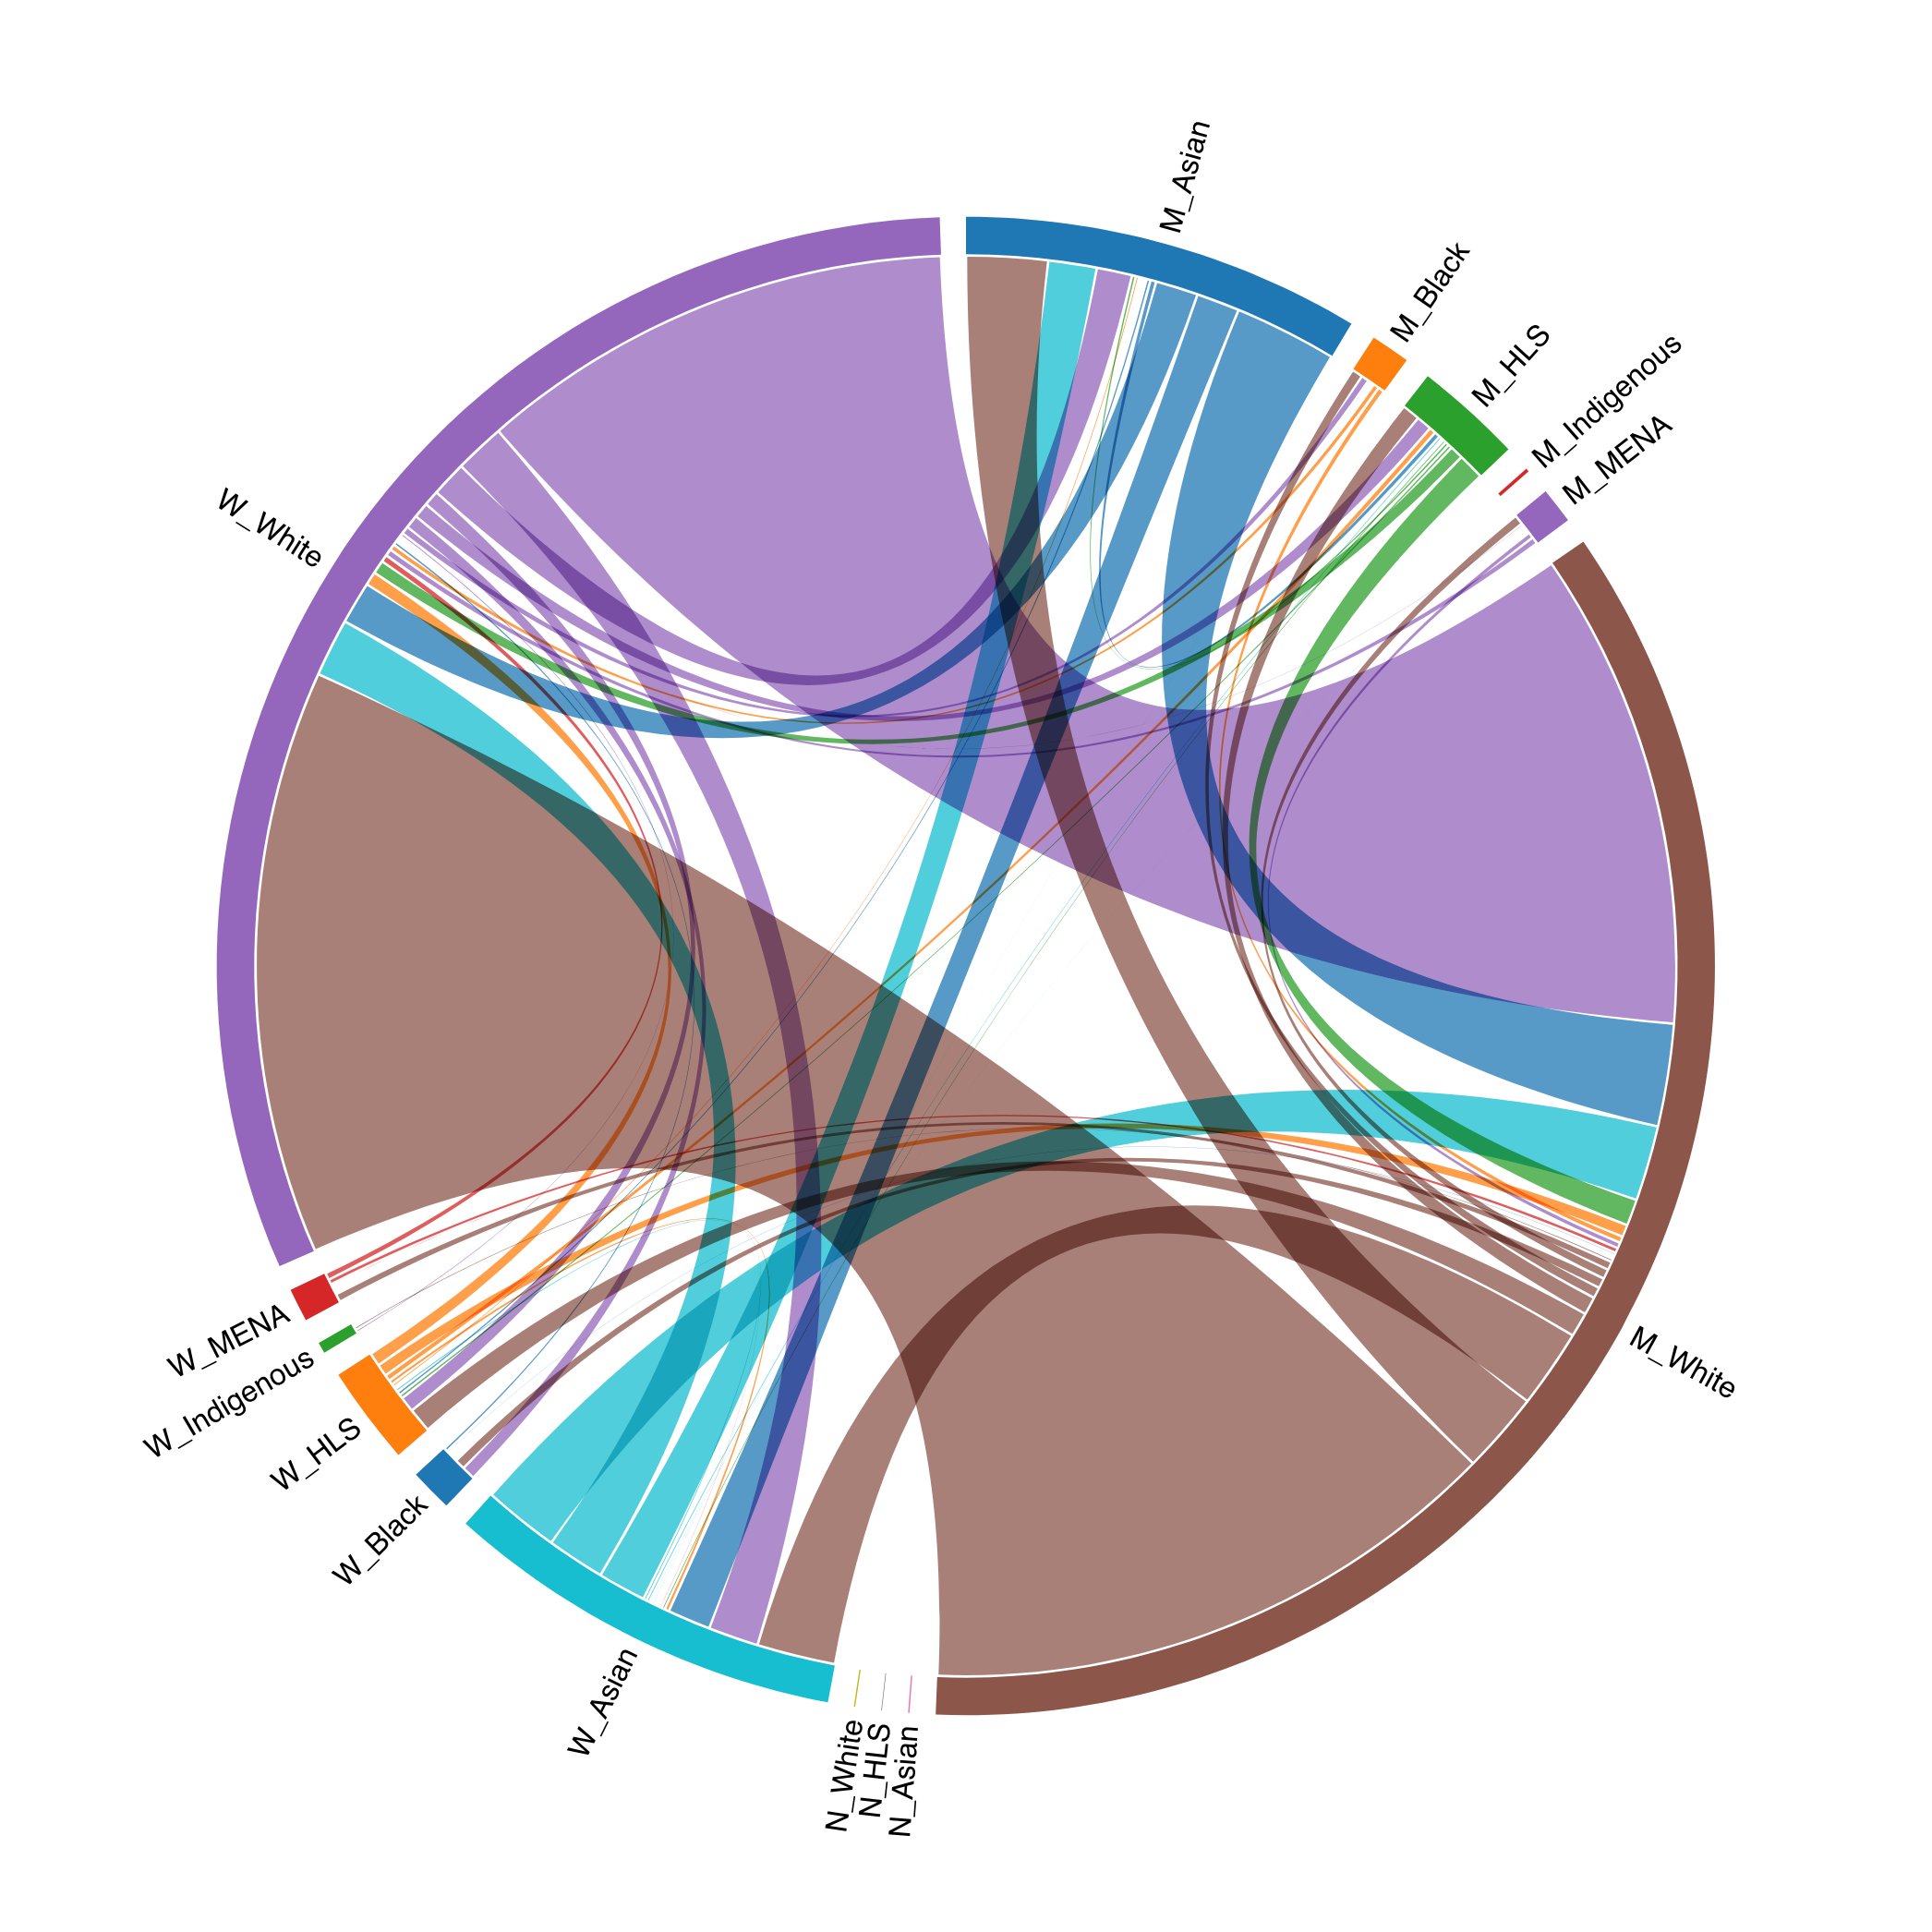 M_Asian
M_Black
M_HLS
M_Indigenous
M_MENA
M_White
N_Asian
N_HLS
N_White
W_Asian
W_Black
W_HLS
W_Indigenous
W_MENA
W_White